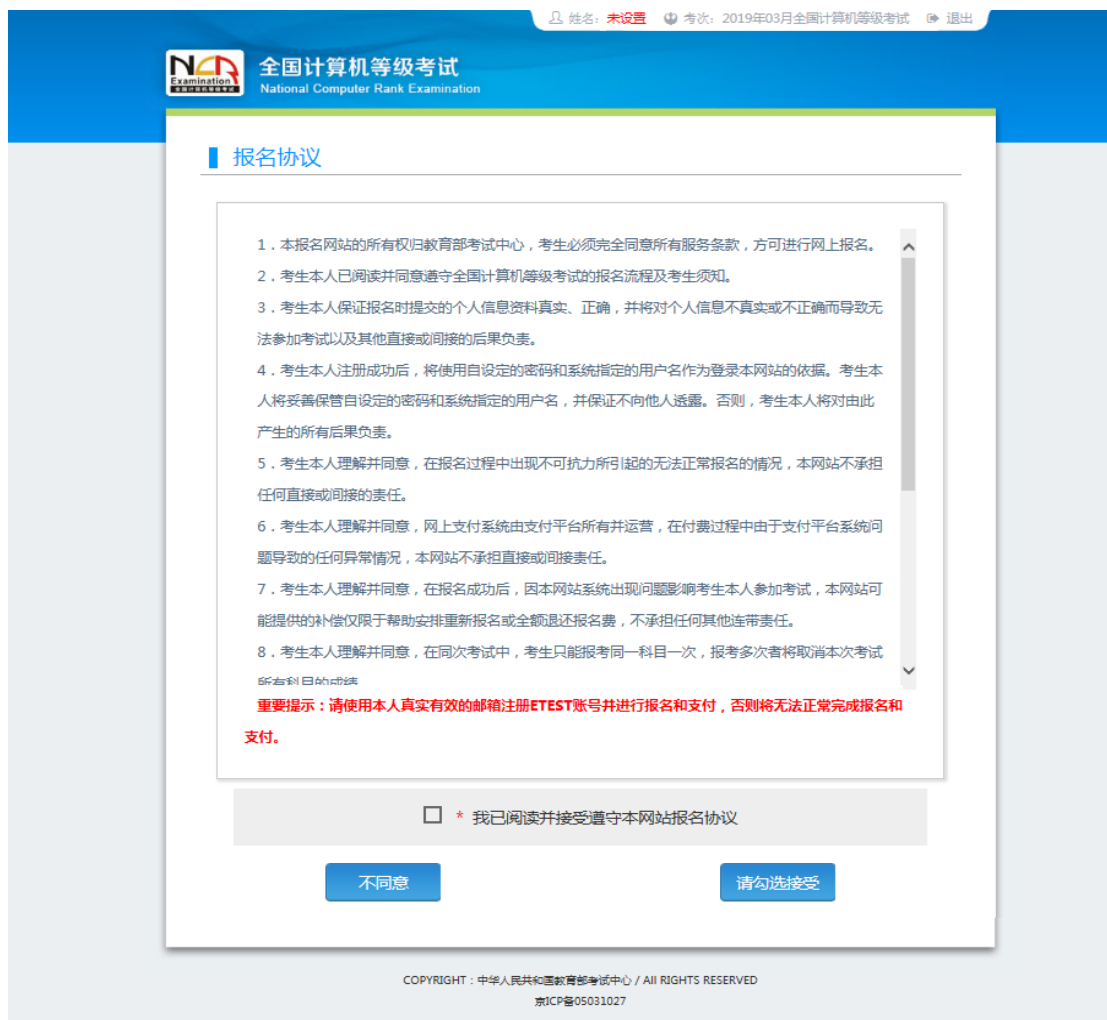 姓名：未设置 考次：2019年03月全国计算机等级考试 退出
NCR
Examination
全国计算机等级考试
National Computer Rank Examination
报名协议
1．本报名网站的所有权归教育部考试中心，考生必须完全同意所有服务条款，方可进行网上报名。
2．考生本人已阅读并同意遵守全国计算机等级考试的报名流程及考生须知。
3．考生本人保证报名时提交的个人信息资料真实、正确，并将对个人信息不真实或不正确而导致无
法参加考试以及其他直接或间接的后果负责。
4．考生本人注册成功后，将使用自设定的密码和系统指定的用户名作为登录本网站的依据。考生本
人将妥善保管自设定的密码和系统指定的用户名，并保证不向他人透露。否则，考生本人将对由此
产生的所有后果负责。
5．考生本人理解并同意，在报名过程中出现不可抗力所引起的无法正常报名的情况，本网站不承担
任何直接或间接的责任。
6．考生本人理解并同意，网上支付系统由支付平台所有并运营，在付费过程中由于支付平台系统问
题导致的任何异常情况，本网站不承担直接或间接责任。
7．考生本人理解并同意，在报名成功后，因本网站系统出现问题影响考生本人参加考试，本网站可
能提供的补偿仅限于帮助安排重新报名或全额退还报名费，不承担任何其他连带责任。
8．考生本人理解并同意，在同次考试中，考生只能报考同一科目一次，报考多次者将取消本次考试
所有科目的成绩
重要提示：请使用本人真实有效的邮箱注册ETEST账号并进行报名和支付，否则将无法正常完成报名和
支付。
* 我已阅读并接受遵守本网站报名协议
不同意 请勾选接受
COPYRIGHT：中华人民共和国教育部考试中心 / All RIGHTS RESERVED
京ICP备05031027